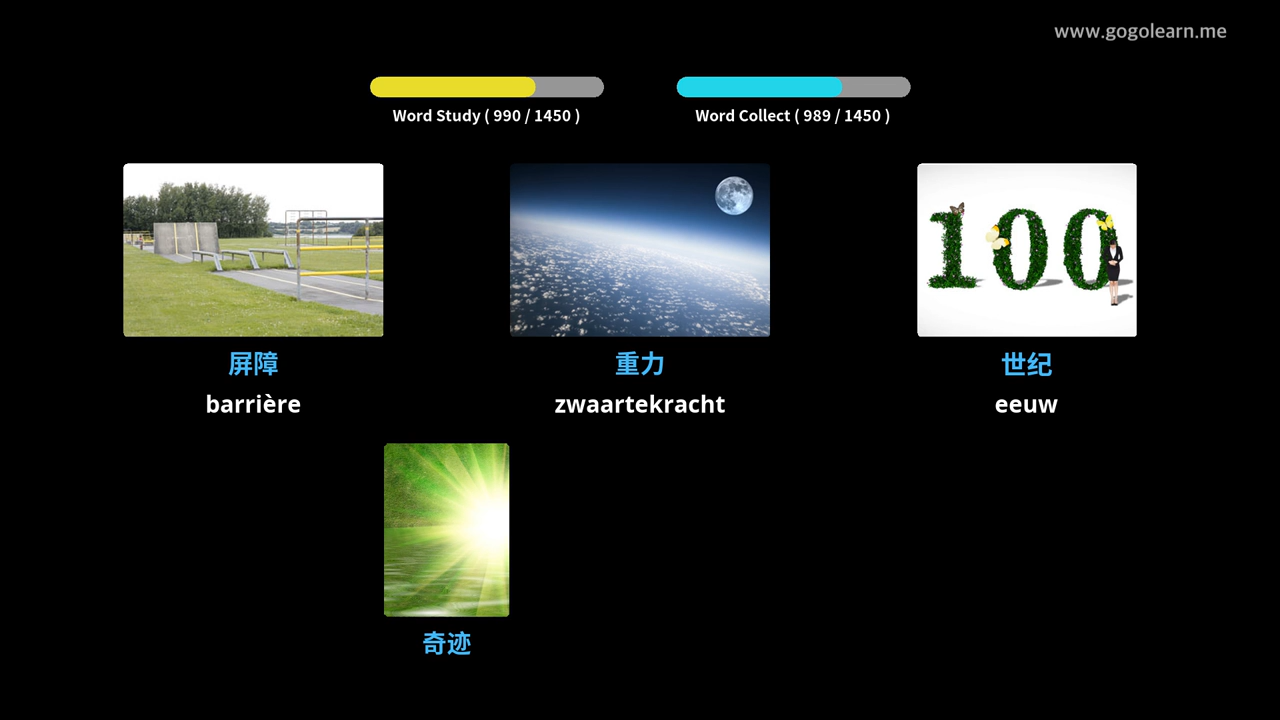 www.gogolearn.me
Word Study ( 990 / 1450 )
Word Collect ( 989 / 1450 )
屏障
barrière
重力
zwaartekracht
100
世纪
eeuw
奇迹